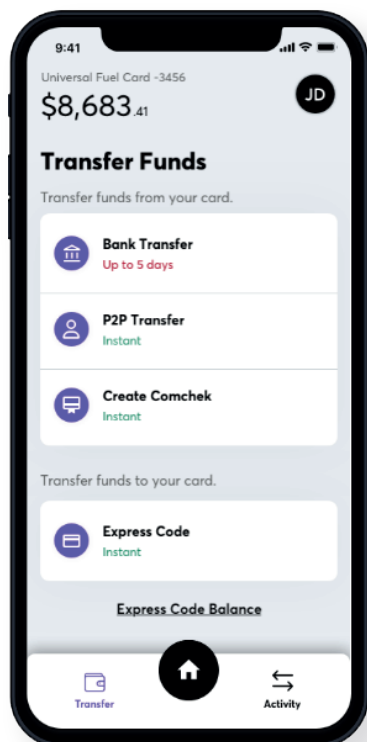 9:41
Universal Fuel Card -3456
$8,683.41
JD
Transfer Funds
Transfer funds from your card.
Bank Transfer
Up to 5 days
P2P Transfer
Instant
Create Comchek
Instant
Transfer funds to your card.
Express Code
Instant
Express Code Balance
Transfer
Activity